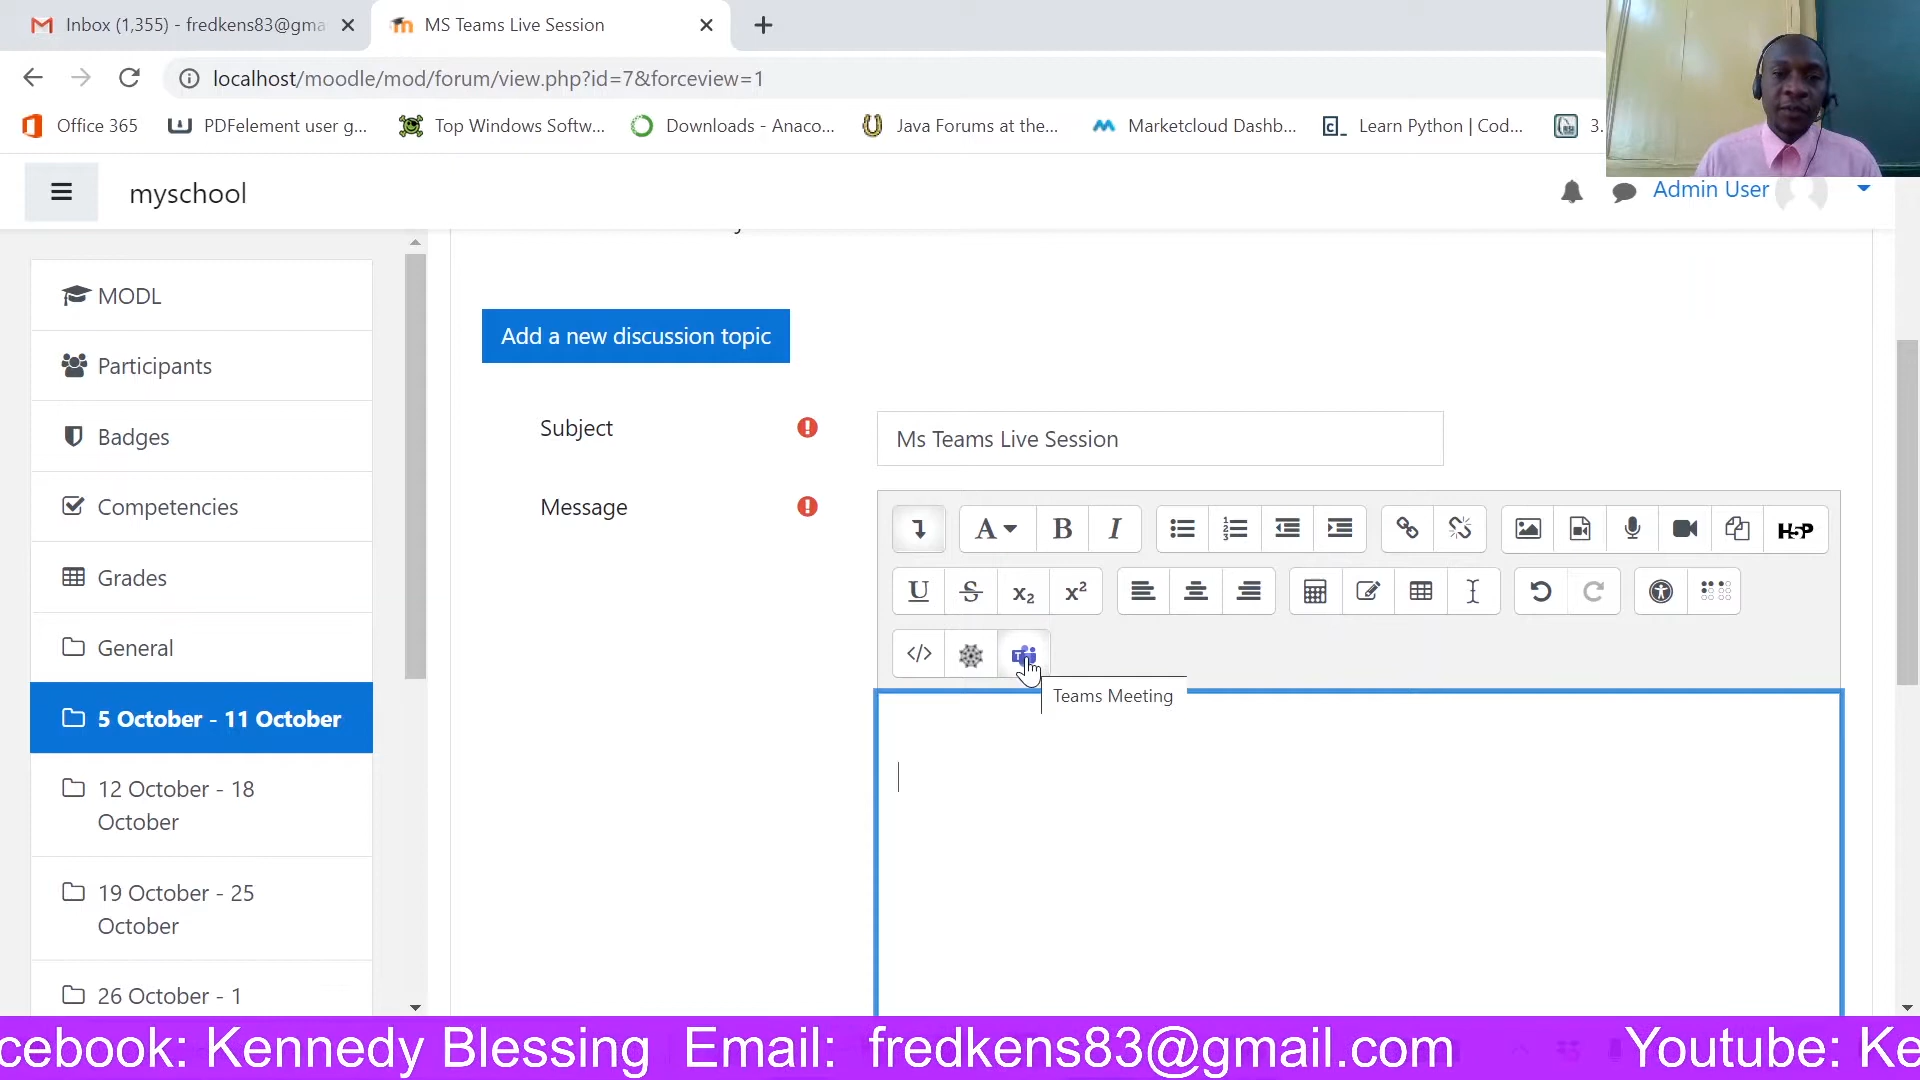 Inbox (1,355) - fredkens83@gma
MS Teams Live Session
localhost/moodle/mod/forum/view.php?id=7&forceview=1
Office 365
PDFelement user g...
Top Windows Softw...
Downloads - Anaco...
Java Forums at the...
Marketcloud Dashb...
Learn Python | Cod...
3.
myschool
Admin User
MODL
Participants
Badges
Competencies
Grades
General
5 October - 11 October
12 October - 18
October
19 October - 25
October
26 October - 1
Add a new discussion topic
Subject
Ms Teams Live Session
Message
A B I
H5P
U S x₂ x²
</>
Teams Meeting
cebook: Kennedy Blessing Email: fredkens83@gmail.com Youtube: Ke